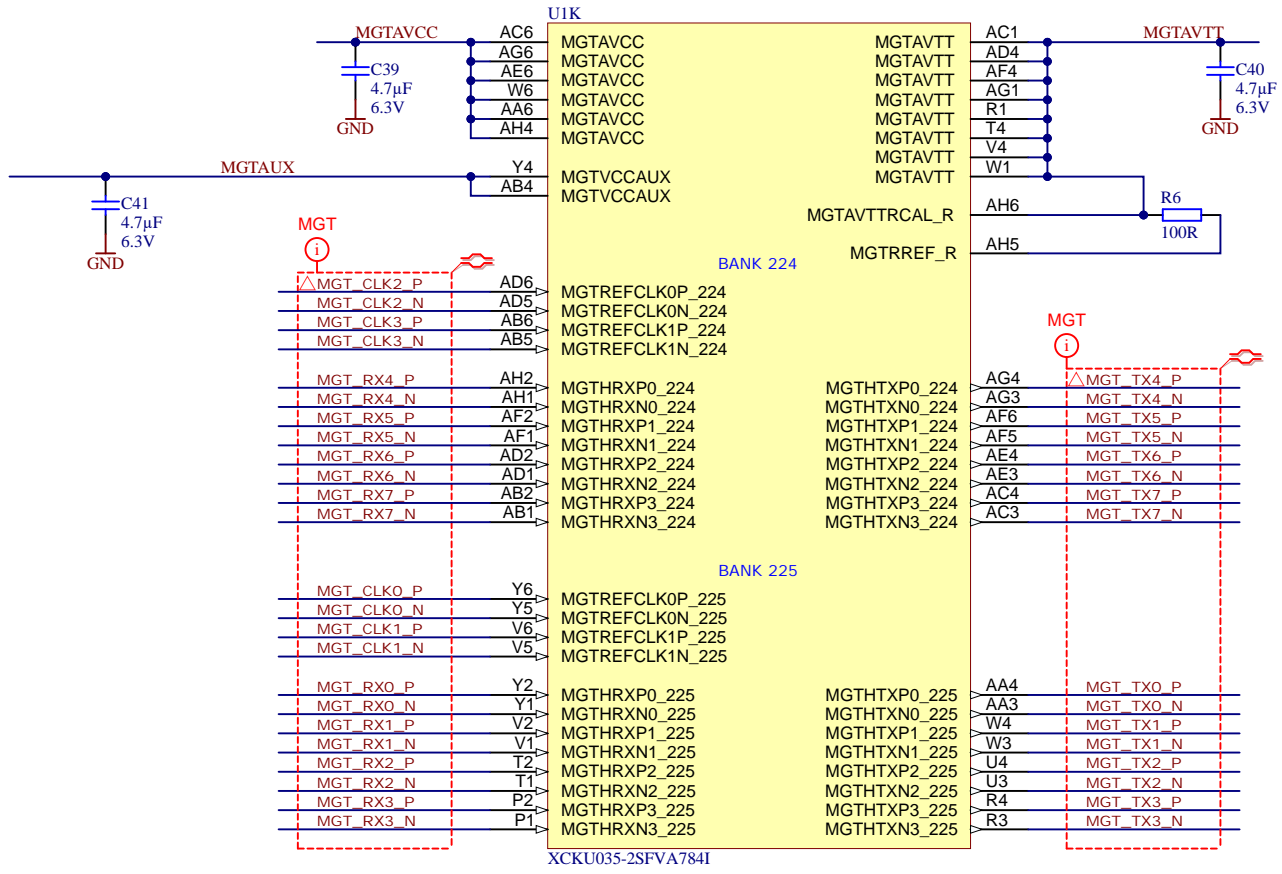 U1K
MGTAVCC AC6 MGTAVCC MGTAVTT AC1 MGTAVTT
AG6 MGTAVCC MGTAVTT AD4
C39 AE6 MGTAVCC MGTAVTT AF4 C40
4.7µF W6 MGTAVCC MGTAVTT AG1 4.7µF
6.3V AA6 MGTAVCC MGTAVTT R1 6.3V
GND AH4 MGTAVCC MGTAVTT T4 GND
MGTAVTT V4
MGTAUX Y4 MGTVCCAUX MGTAVTT W1
AB4 MGTVCCAUX
C41
4.7µF
6.3V
GND
MGTAVTTRCAL_R AH6 R6
100R
MGTRREF_R AH5
MGT
i
BANK 224
MGT_CLK2_P AD6 MGTREFCLK0P_224
MGT_CLK2_N AD5 MGTREFCLK0N_224
MGT_CLK3_P AB6 MGTREFCLK1P_224
MGT_CLK3_N AB5 MGTREFCLK1N_224
MGT
i
MGT_RX4_P AH2 MGTHRXP0_224 MGTHTXP0_224 AG4 MGT_TX4_P
MGT_RX4_N AH1 MGTHRXN0_224 MGTHTXN0_224 AG3 MGT_TX4_N
MGT_RX5_P AF2 MGTHRXP1_224 MGTHTXP1_224 AF6 MGT_TX5_P
MGT_RX5_N AF1 MGTHRXN1_224 MGTHTXN1_224 AF5 MGT_TX5_N
MGT_RX6_P AD2 MGTHRXP2_224 MGTHTXP2_224 AE4 MGT_TX6_P
MGT_RX6_N AD1 MGTHRXN2_224 MGTHTXN2_224 AE3 MGT_TX6_N
MGT_RX7_P AB2 MGTHRXP3_224 MGTHTXP3_224 AC4 MGT_TX7_P
MGT_RX7_N AB1 MGTHRXN3_224 MGTHTXN3_224 AC3 MGT_TX7_N
BANK 225
MGT_CLK0_P Y6 MGTREFCLK0P_225
MGT_CLK0_N Y5 MGTREFCLK0N_225
MGT_CLK1_P V6 MGTREFCLK1P_225
MGT_CLK1_N V5 MGTREFCLK1N_225
MGT_RX0_P Y2 MGTHRXP0_225 MGTHTXP0_225 AA4 MGT_TX0_P
MGT_RX0_N Y1 MGTHRXN0_225 MGTHTXN0_225 AA3 MGT_TX0_N
MGT_RX1_P V2 MGTHRXP1_225 MGTHTXP1_225 W4 MGT_TX1_P
MGT_RX1_N V1 MGTHRXN1_225 MGTHTXN1_225 W3 MGT_TX1_N
MGT_RX2_P T2 MGTHRXP2_225 MGTHTXP2_225 U4 MGT_TX2_P
MGT_RX2_N T1 MGTHRXN2_225 MGTHTXN2_225 U3 MGT_TX2_N
MGT_RX3_P P2 MGTHRXP3_225 MGTHTXP3_225 R4 MGT_TX3_P
MGT_RX3_N P1 MGTHRXN3_225 MGTHTXN3_225 R3 MGT_TX3_N
XCKU035-2SFVA784I